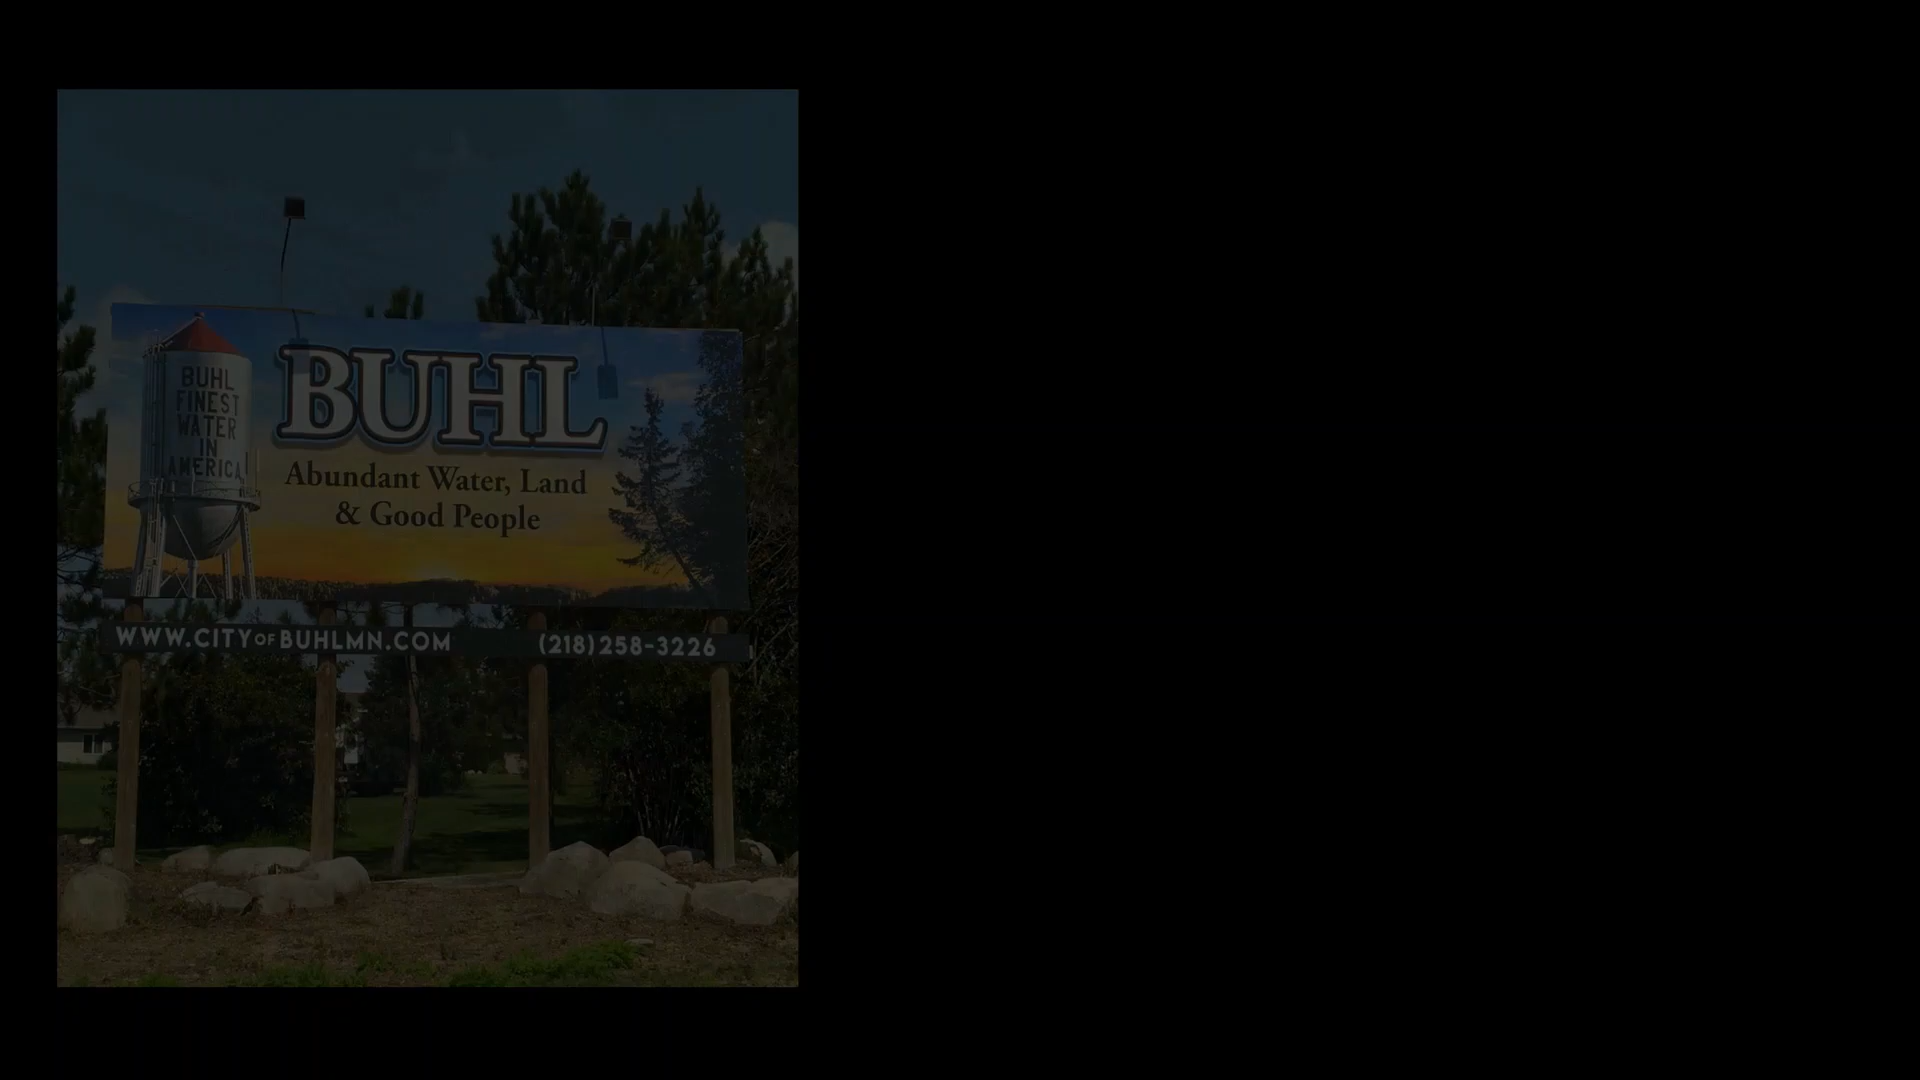 BUHL
FINEST
WATER
IN
AMERICA
BUHL
Abundant Water, Land
& Good People
WWW.CITYOFBUHLMN.COM (218)258-3226